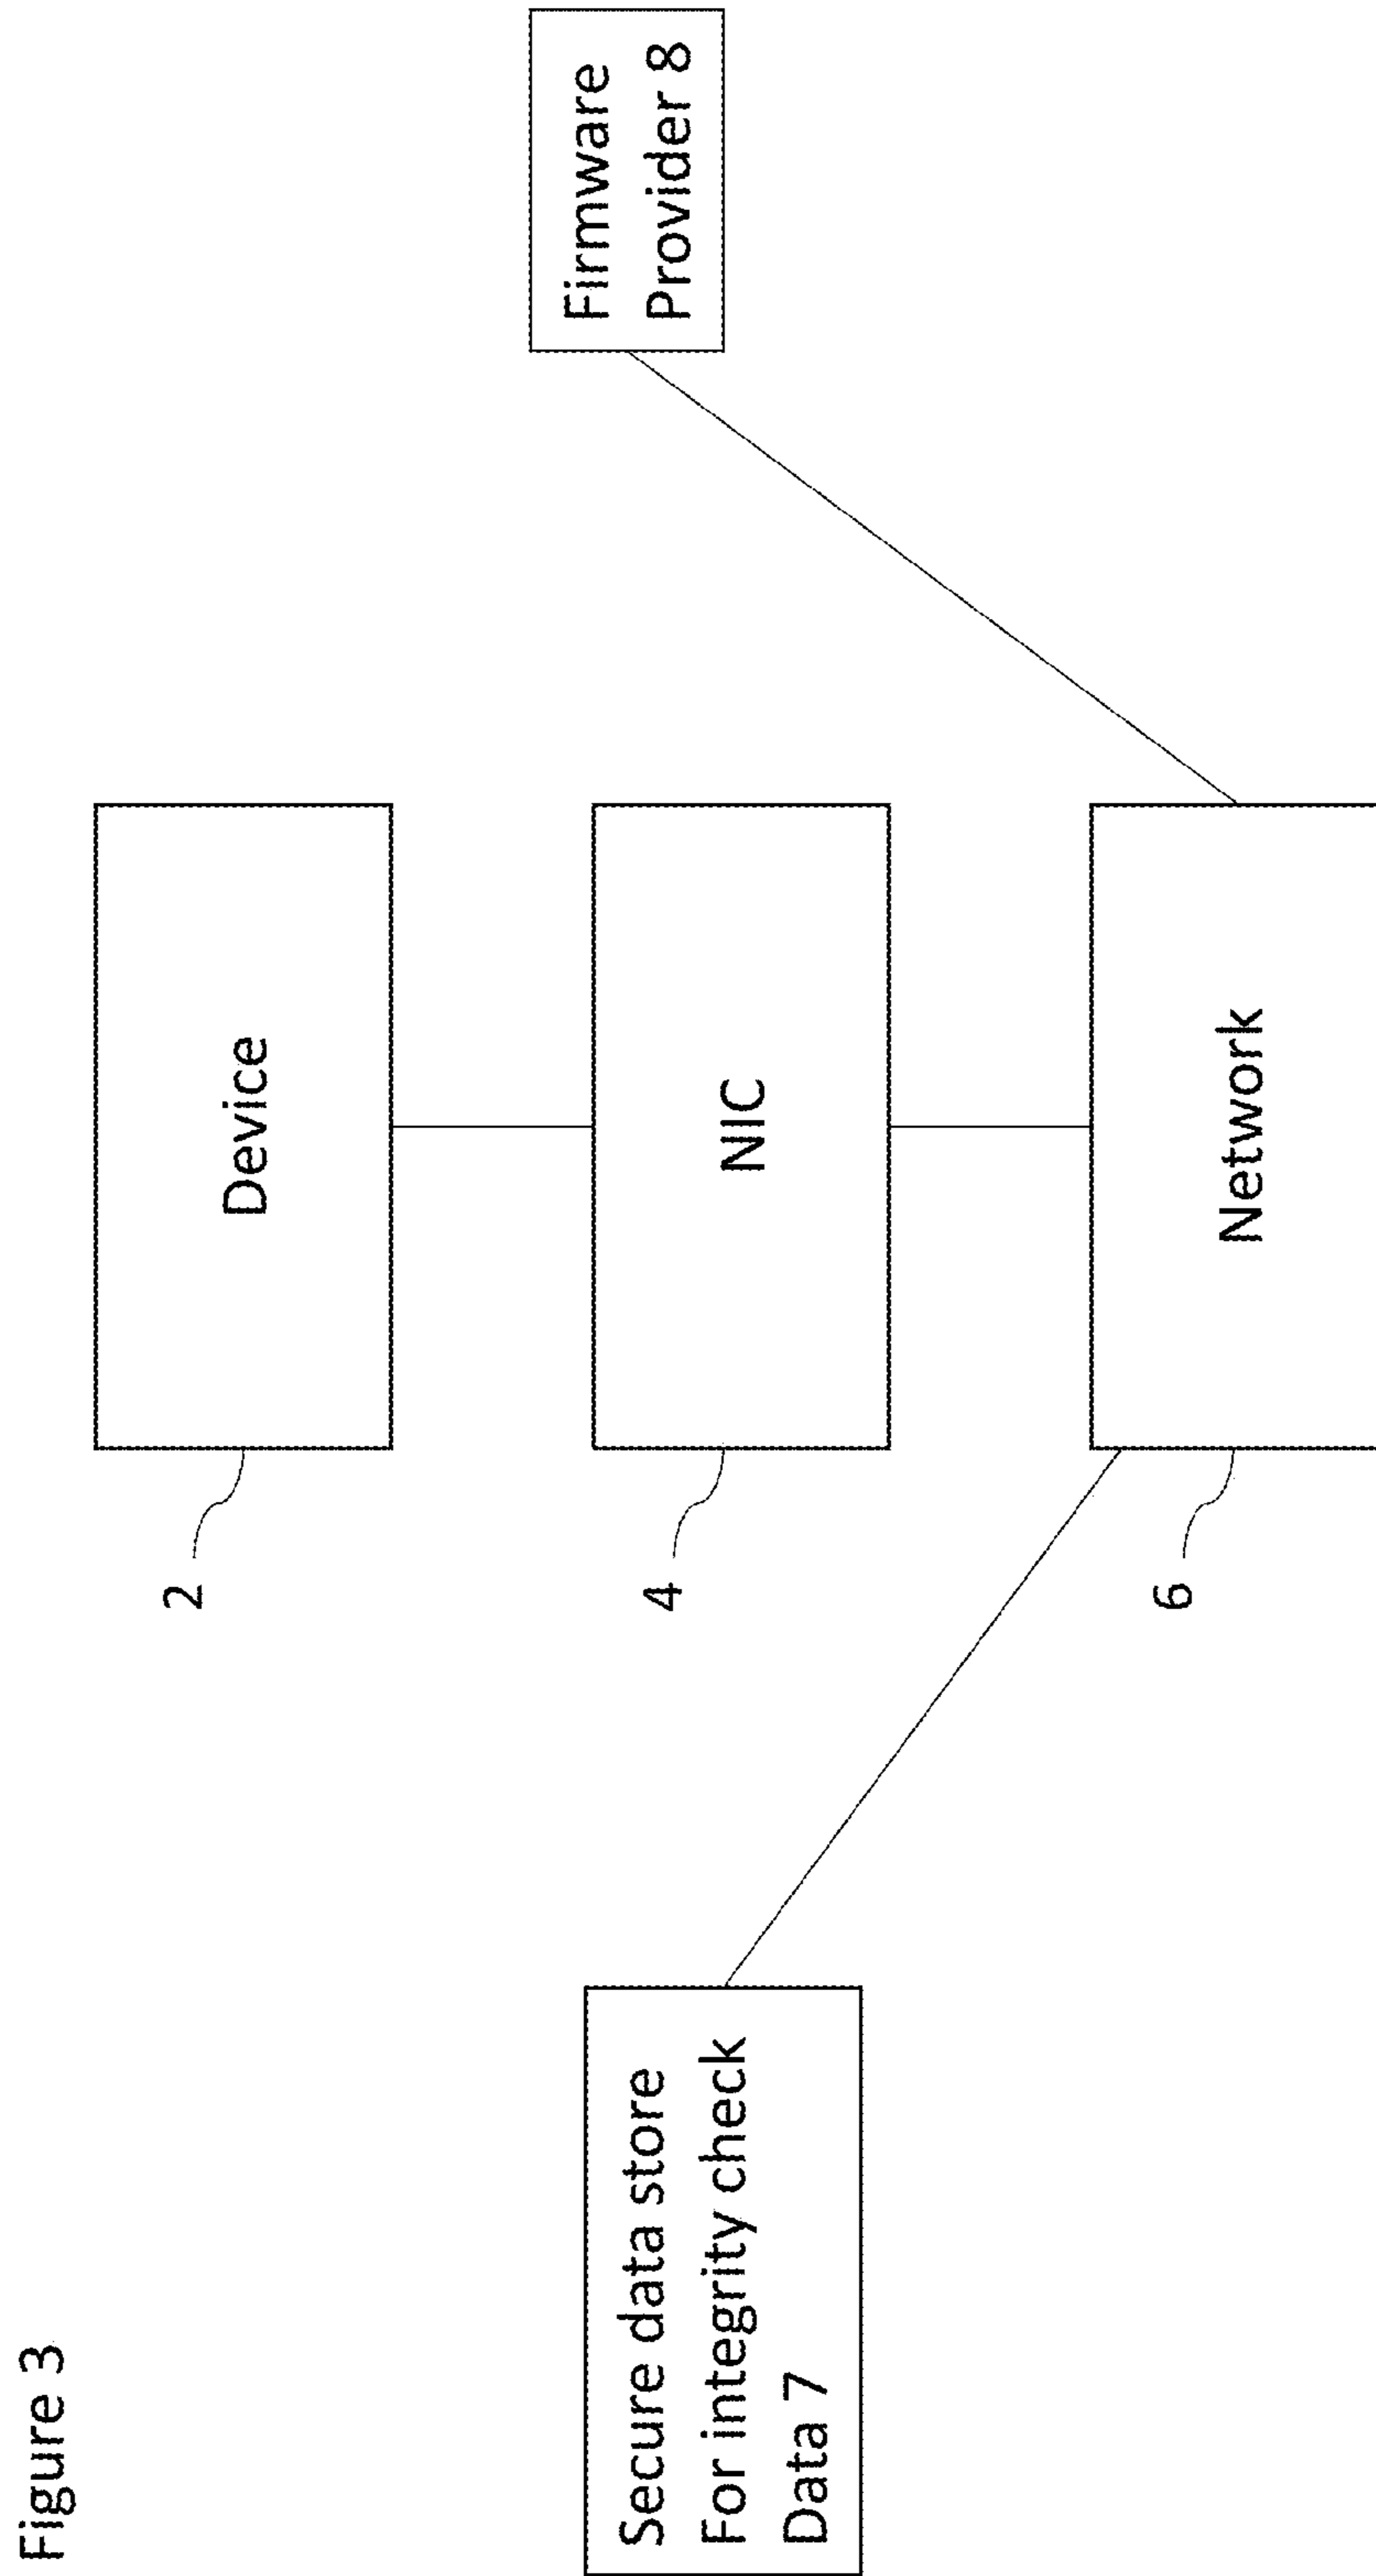 Figure 3
Device
2
Firmware
Provider 8
NIC
4
Secure data store
For integrity check
Data 7
Network
6